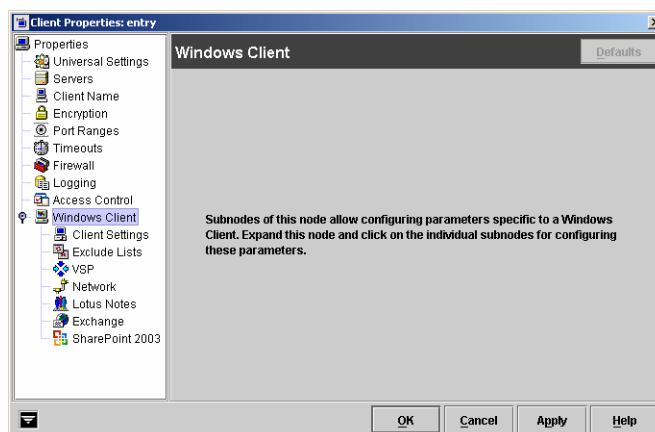 Client Properties: entry
Properties
Universal Settings
Servers
Client Name
Encryption
Port Ranges
Timeouts
Firewall
Logging
Access Control
Windows Client
Client Settings
Exclude Lists
VSP
Network
Lotus Notes
Exchange
SharePoint 2003
Windows Client
Defaults
Subnodes of this node allow configuring parameters specific to a Windows
Client. Expand this node and click on the individual subnodes for configuring
these parameters.
OK
Cancel
Apply
Help